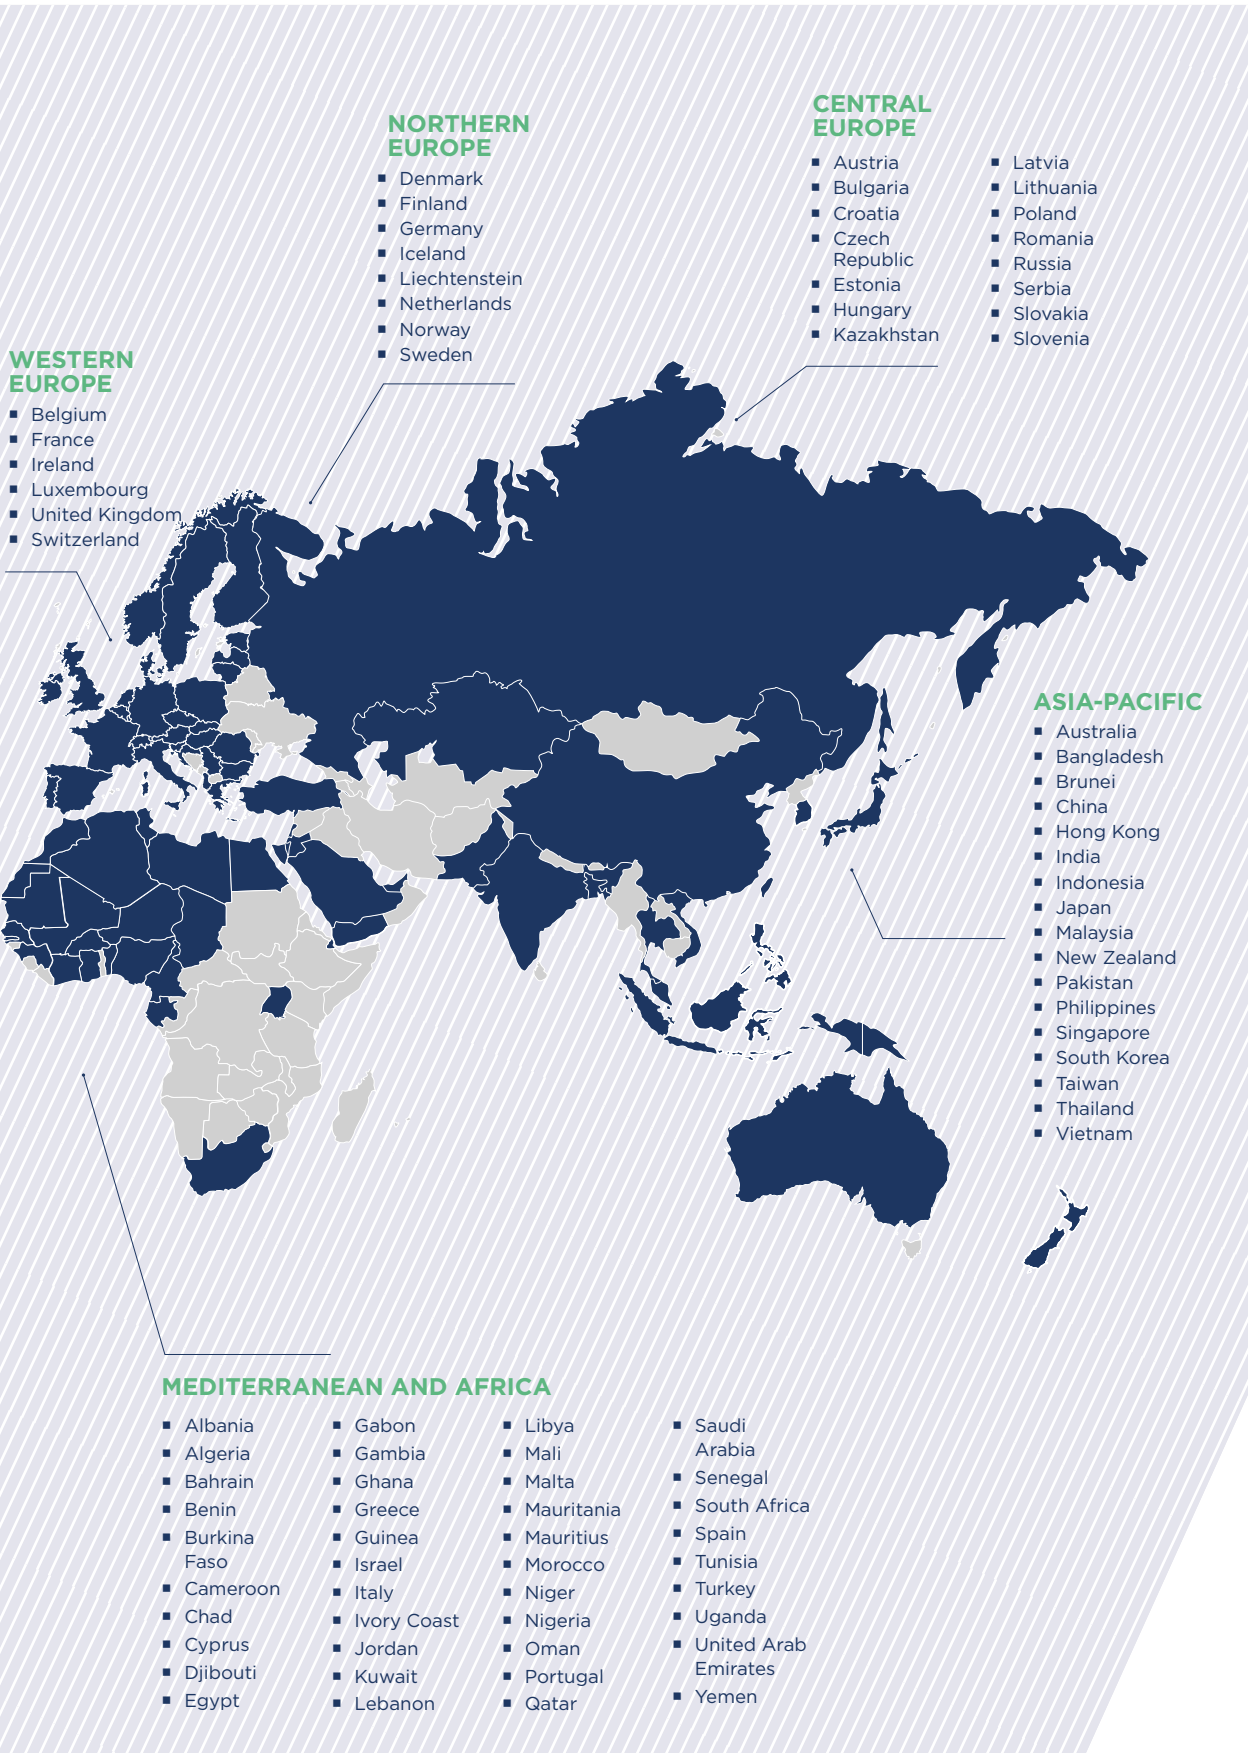 CENTRAL
EUROPE
Austria
Bulgaria
Croatia
Czech
Republic
Estonia
Hungary
Kazakhstan
Latvia
Lithuania
Poland
Romania
Russia
Serbia
Slovakia
Slovenia
NORTHERN
EUROPE
Denmark
Finland
Germany
Iceland
Liechtenstein
Netherlands
Norway
Sweden
WESTERN
EUROPE
Belgium
France
Ireland
Luxembourg
United Kingdom
Switzerland
ASIA-PACIFIC
Australia
Bangladesh
Brunei
China
Hong Kong
India
Indonesia
Japan
Malaysia
New Zealand
Pakistan
Philippines
Singapore
South Korea
Taiwan
Thailand
Vietnam
MEDITERRANEAN AND AFRICA
Albania
Algeria
Bahrain
Benin
Burkina
Faso
Cameroon
Chad
Cyprus
Djibouti
Egypt
Gabon
Gambia
Ghana
Greece
Guinea
Israel
Italy
Ivory Coast
Jordan
Kuwait
Lebanon
Libya
Mali
Malta
Mauritania
Mauritius
Morocco
Niger
Nigeria
Oman
Portugal
Qatar
Saudi
Arabia
Senegal
South Africa
Spain
Tunisia
Turkey
Uganda
United Arab
Emirates
Yemen